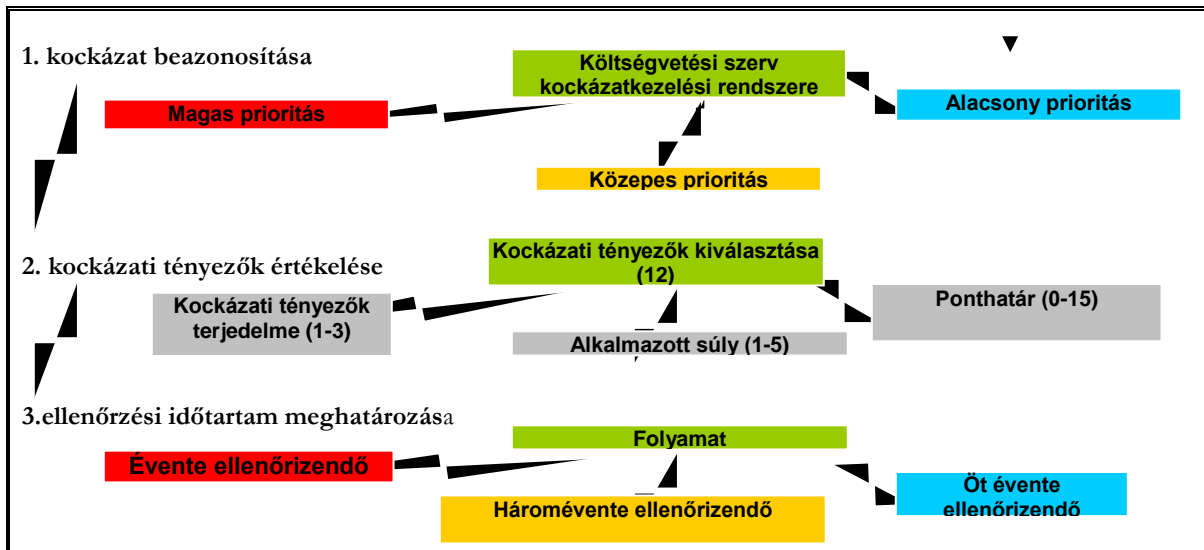 1. kockázat beazonosítása
Költségvetési szerv
kockázatkezelési rendszere
Magas prioritás
Alacsony prioritás
Közepes prioritás
2. kockázati tényezők értékelése
Kockázati tényezők kiválasztása
(12)
Kockázati tényezők
terjedelme (1-3)
Ponthatár (0-15)
Alkalmazott súly (1-5)
3.ellenőrzési időtartam meghatározása
Folyamat
Évente ellenőrizendő
Háromévente ellenőrizendő
Öt évente
ellenőrizendő